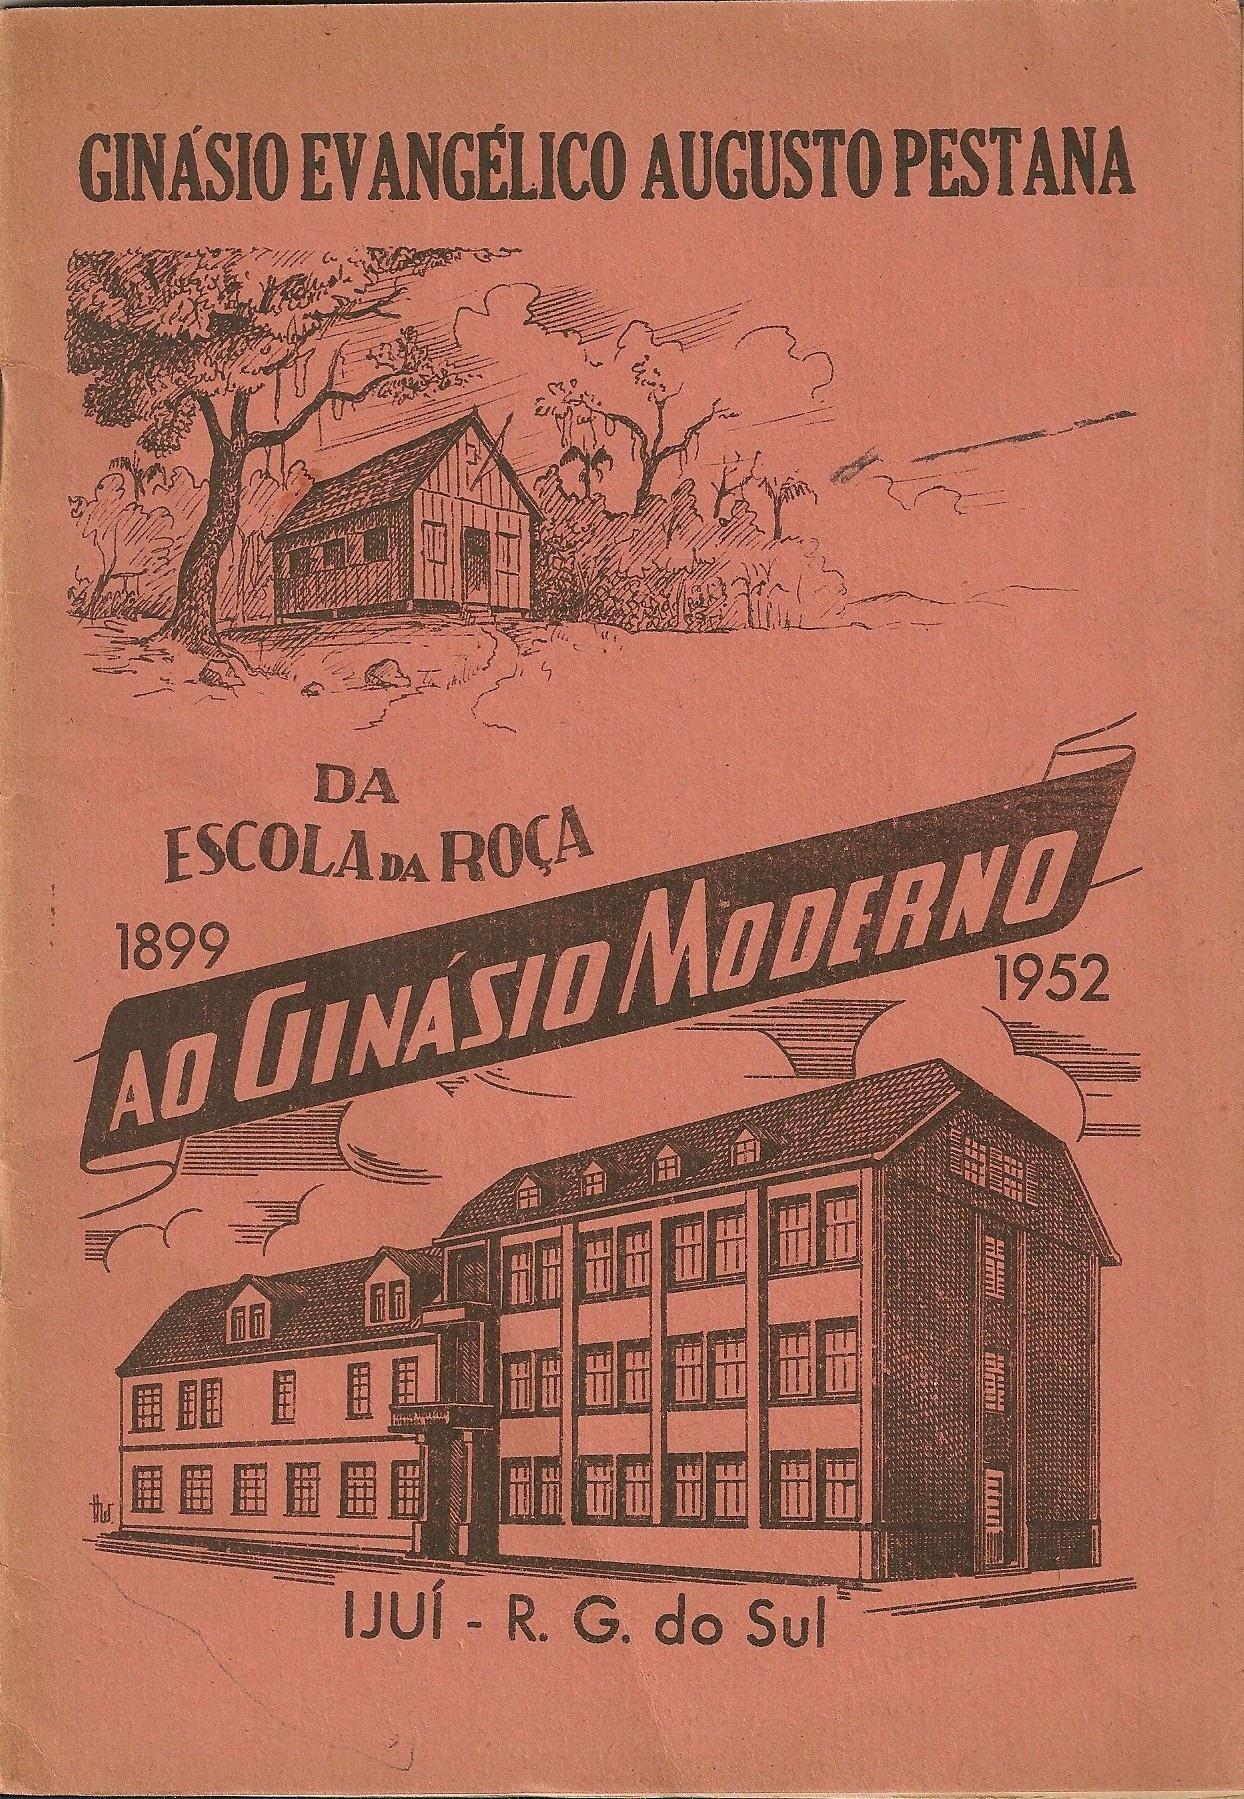 GINÁSIO EVANGÉLICO AUGUSTO PESTANA
DA
ESCOLA DA ROÇA
1899
AO GINÁSIO MODERNO
1952
IJUÍ - R. G. do Sul